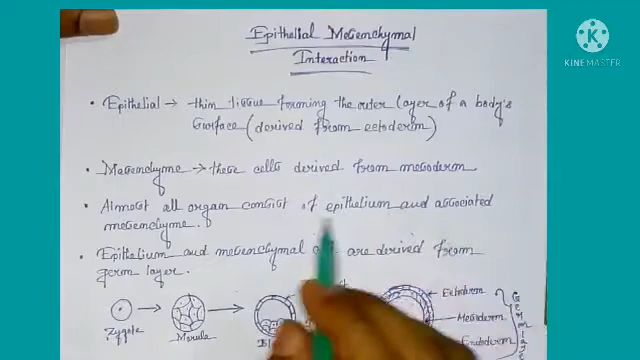 K
KINEMASTER
Epithelial Mesenchymal
Interaction
• Epithelial → thin tissue forming the outer layer of a body's
surface (derived from ectoderm)
• Mesenchyme → these cells derived from mesoderm
• Almost all organ consist of epithelium and associated
mesenchyme.
• Epithelium and mesenchymal are derived from
germ layer.
Ectoderm
Mesoderm
Endoderm
Zygote
Morula